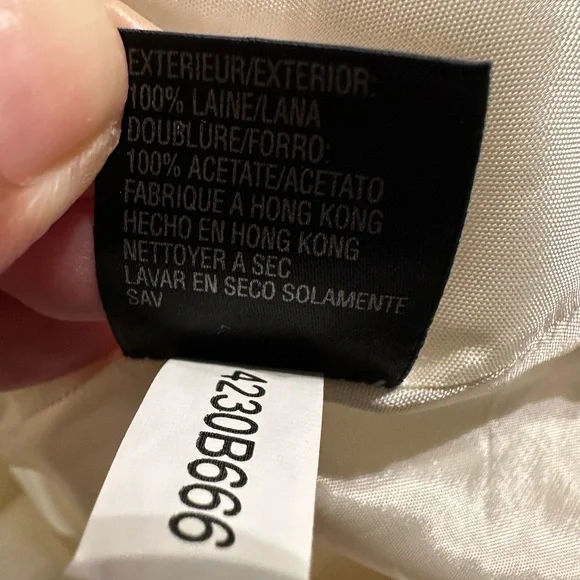 EXTERIEUR/EXTERIOR:
100% LAINE/LANA
DOUBLURE/FORRO:
100% ACETATE/ACETATO
FABRIQUE A HONG KONG
HECHO EN HONG KONG
NETTOYER A SEC
LAVAR EN SECO SOLAMENTE
SAV
4230B666